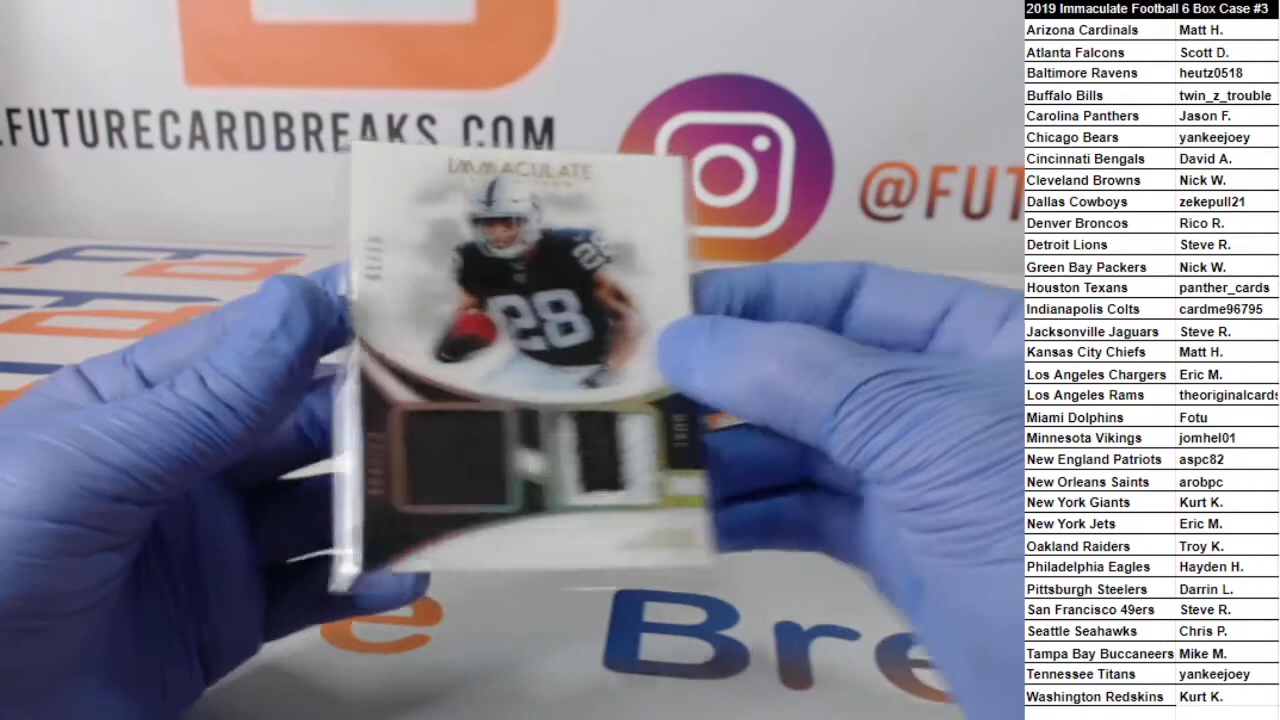 2019 Immaculate Football 6 Box Case #3
Arizona Cardinals Matt H.
Atlanta Falcons Scott D.
Baltimore Ravens heutz0518
Buffalo Bills twin_z_trouble
Carolina Panthers Jason F.
Chicago Bears yankeejoey
Cincinnati Bengals David A.
Cleveland Browns Nick W.
Dallas Cowboys zekepull21
Denver Broncos Rico R.
Detroit Lions Steve R.
Green Bay Packers Nick W.
Houston Texans panther_cards
Indianapolis Colts cardme96795
Jacksonville Jaguars Steve R.
Kansas City Chiefs Matt H.
Los Angeles Chargers Eric M.
Los Angeles Rams theoriginalcards
Miami Dolphins Fotu
Minnesota Vikings jomhel01
New England Patriots aspc82
New Orleans Saints arobpc
New York Giants Kurt K.
New York Jets Eric M.
Oakland Raiders Troy K.
Philadelphia Eagles Hayden H.
Pittsburgh Steelers Darrin L.
San Francisco 49ers Steve R.
Seattle Seahawks Chris P.
Tampa Bay Buccaneers Mike M.
Tennessee Titans yankeejoey
Washington Redskins Kurt K.
FUTURECARDBREAKS.COM
@FUT
IMMACULATE
28
28
e Bre